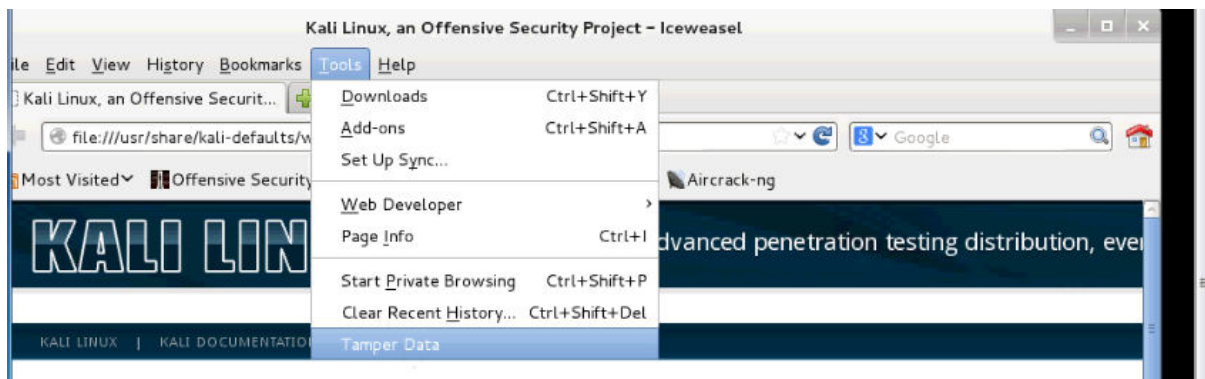 Kali Linux, an Offensive Security Project – Iceweasel
ile Edit View History Bookmarks Tools Help
Kali Linux, an Offensive Securit...
Downloads Ctrl+Shift+Y
Add-ons Ctrl+Shift+A
Set Up Sync...
Web Developer
Page Info Ctrl+I
Start Private Browsing Ctrl+Shift+P
Clear Recent History... Ctrl+Shift+Del
Tamper Data
file:///usr/share/kali-defaults/w
8 Google
Most Visited Offensive Security
Aircrack-ng
KALI LIN
dvanced penetration testing distribution, ever
KALI LINUX | KALI DOCUMENTATIO